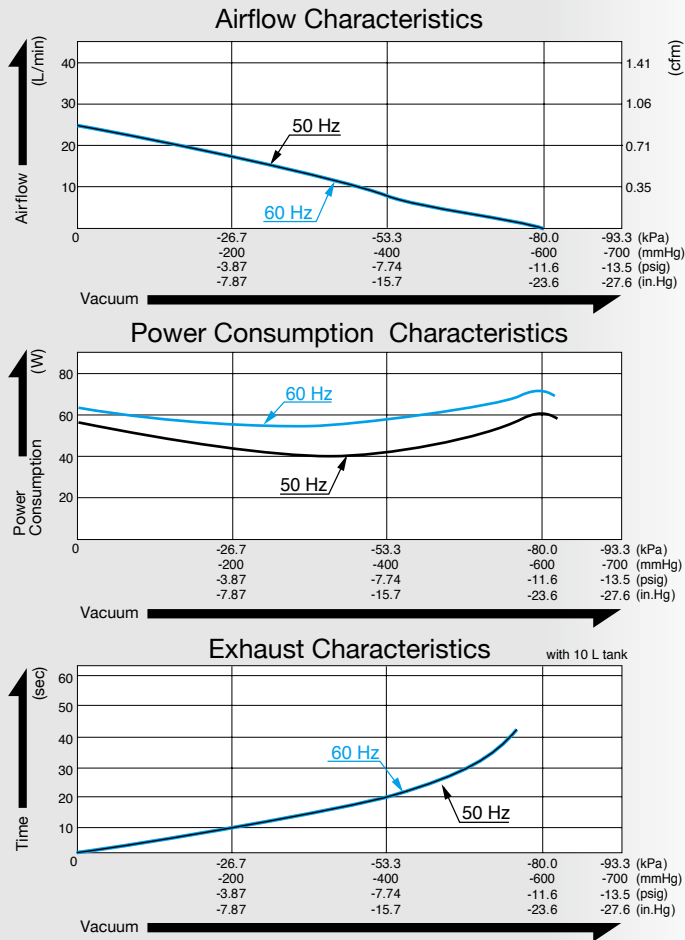 Airflow Characteristics
(L/min)
(cfm)
Airflow
40
30
20
10
1.41
1.06
0.71
0.35
50 Hz
60 Hz
0 -26.7 -53.3 -80.0 -93.3 (kPa)
-200 -400 -600 -700 (mmHg)
-3.87 -7.74 -11.6 -13.5 (psig)
-7.87 -15.7 -23.6 -27.6 (in.Hg)
Vacuum
Power Consumption Characteristics
(W)
Power
Consumption
80
60
40
20
60 Hz
50 Hz
0 -26.7 -53.3 -80.0 -93.3 (kPa)
-200 -400 -600 -700 (mmHg)
-3.87 -7.74 -11.6 -13.5 (psig)
-7.87 -15.7 -23.6 -27.6 (in.Hg)
Vacuum
Exhaust Characteristics
with 10 L tank
(sec)
Time
60
50
40
30
20
10
60 Hz
50 Hz
0 -26.7 -53.3 -80.0 -93.3 (kPa)
-200 -400 -600 -700 (mmHg)
-3.87 -7.74 -11.6 -13.5 (psig)
-7.87 -15.7 -23.6 -27.6 (in.Hg)
Vacuum